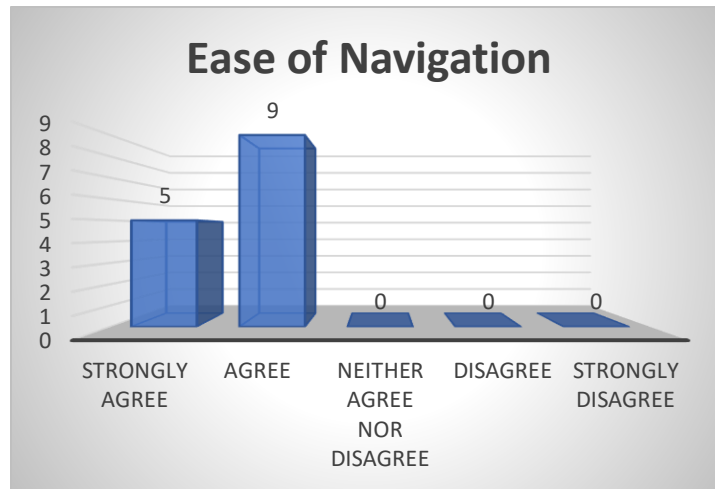 Ease of Navigation
9
8
7
6
5
4
3
2
1
0
5
9
0
0
0
STRONGLY
AGREE
AGREE
NEITHER
AGREE
NOR
DISAGREE
DISAGREE
STRONGLY
DISAGREE